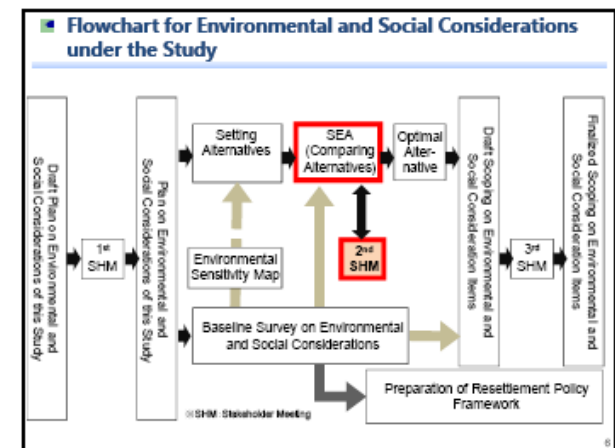 Flowchart for Environmental and Social Considerations
under the Study
Draft Plan on Environmental and
Social Considerations of this Study
1st
SHM
Plan on Environmental and
Social Considerations of this Study
Setting
Alternatives
SEA
(Comparing
Alternatives)
Optimal
Alter-
native
Environmental
Sensitivity Map
2nd
SHM
Baseline Survey on Environmental
and Social Considerations
Draft Scoping on Environmental and
Social Consideration Items
3rd
SHM
Finalized Scoping on Environmental and
Social Consideration Items
Preparation of Resettlement Policy
Framework
※SHM: Stakeholder Meeting
6